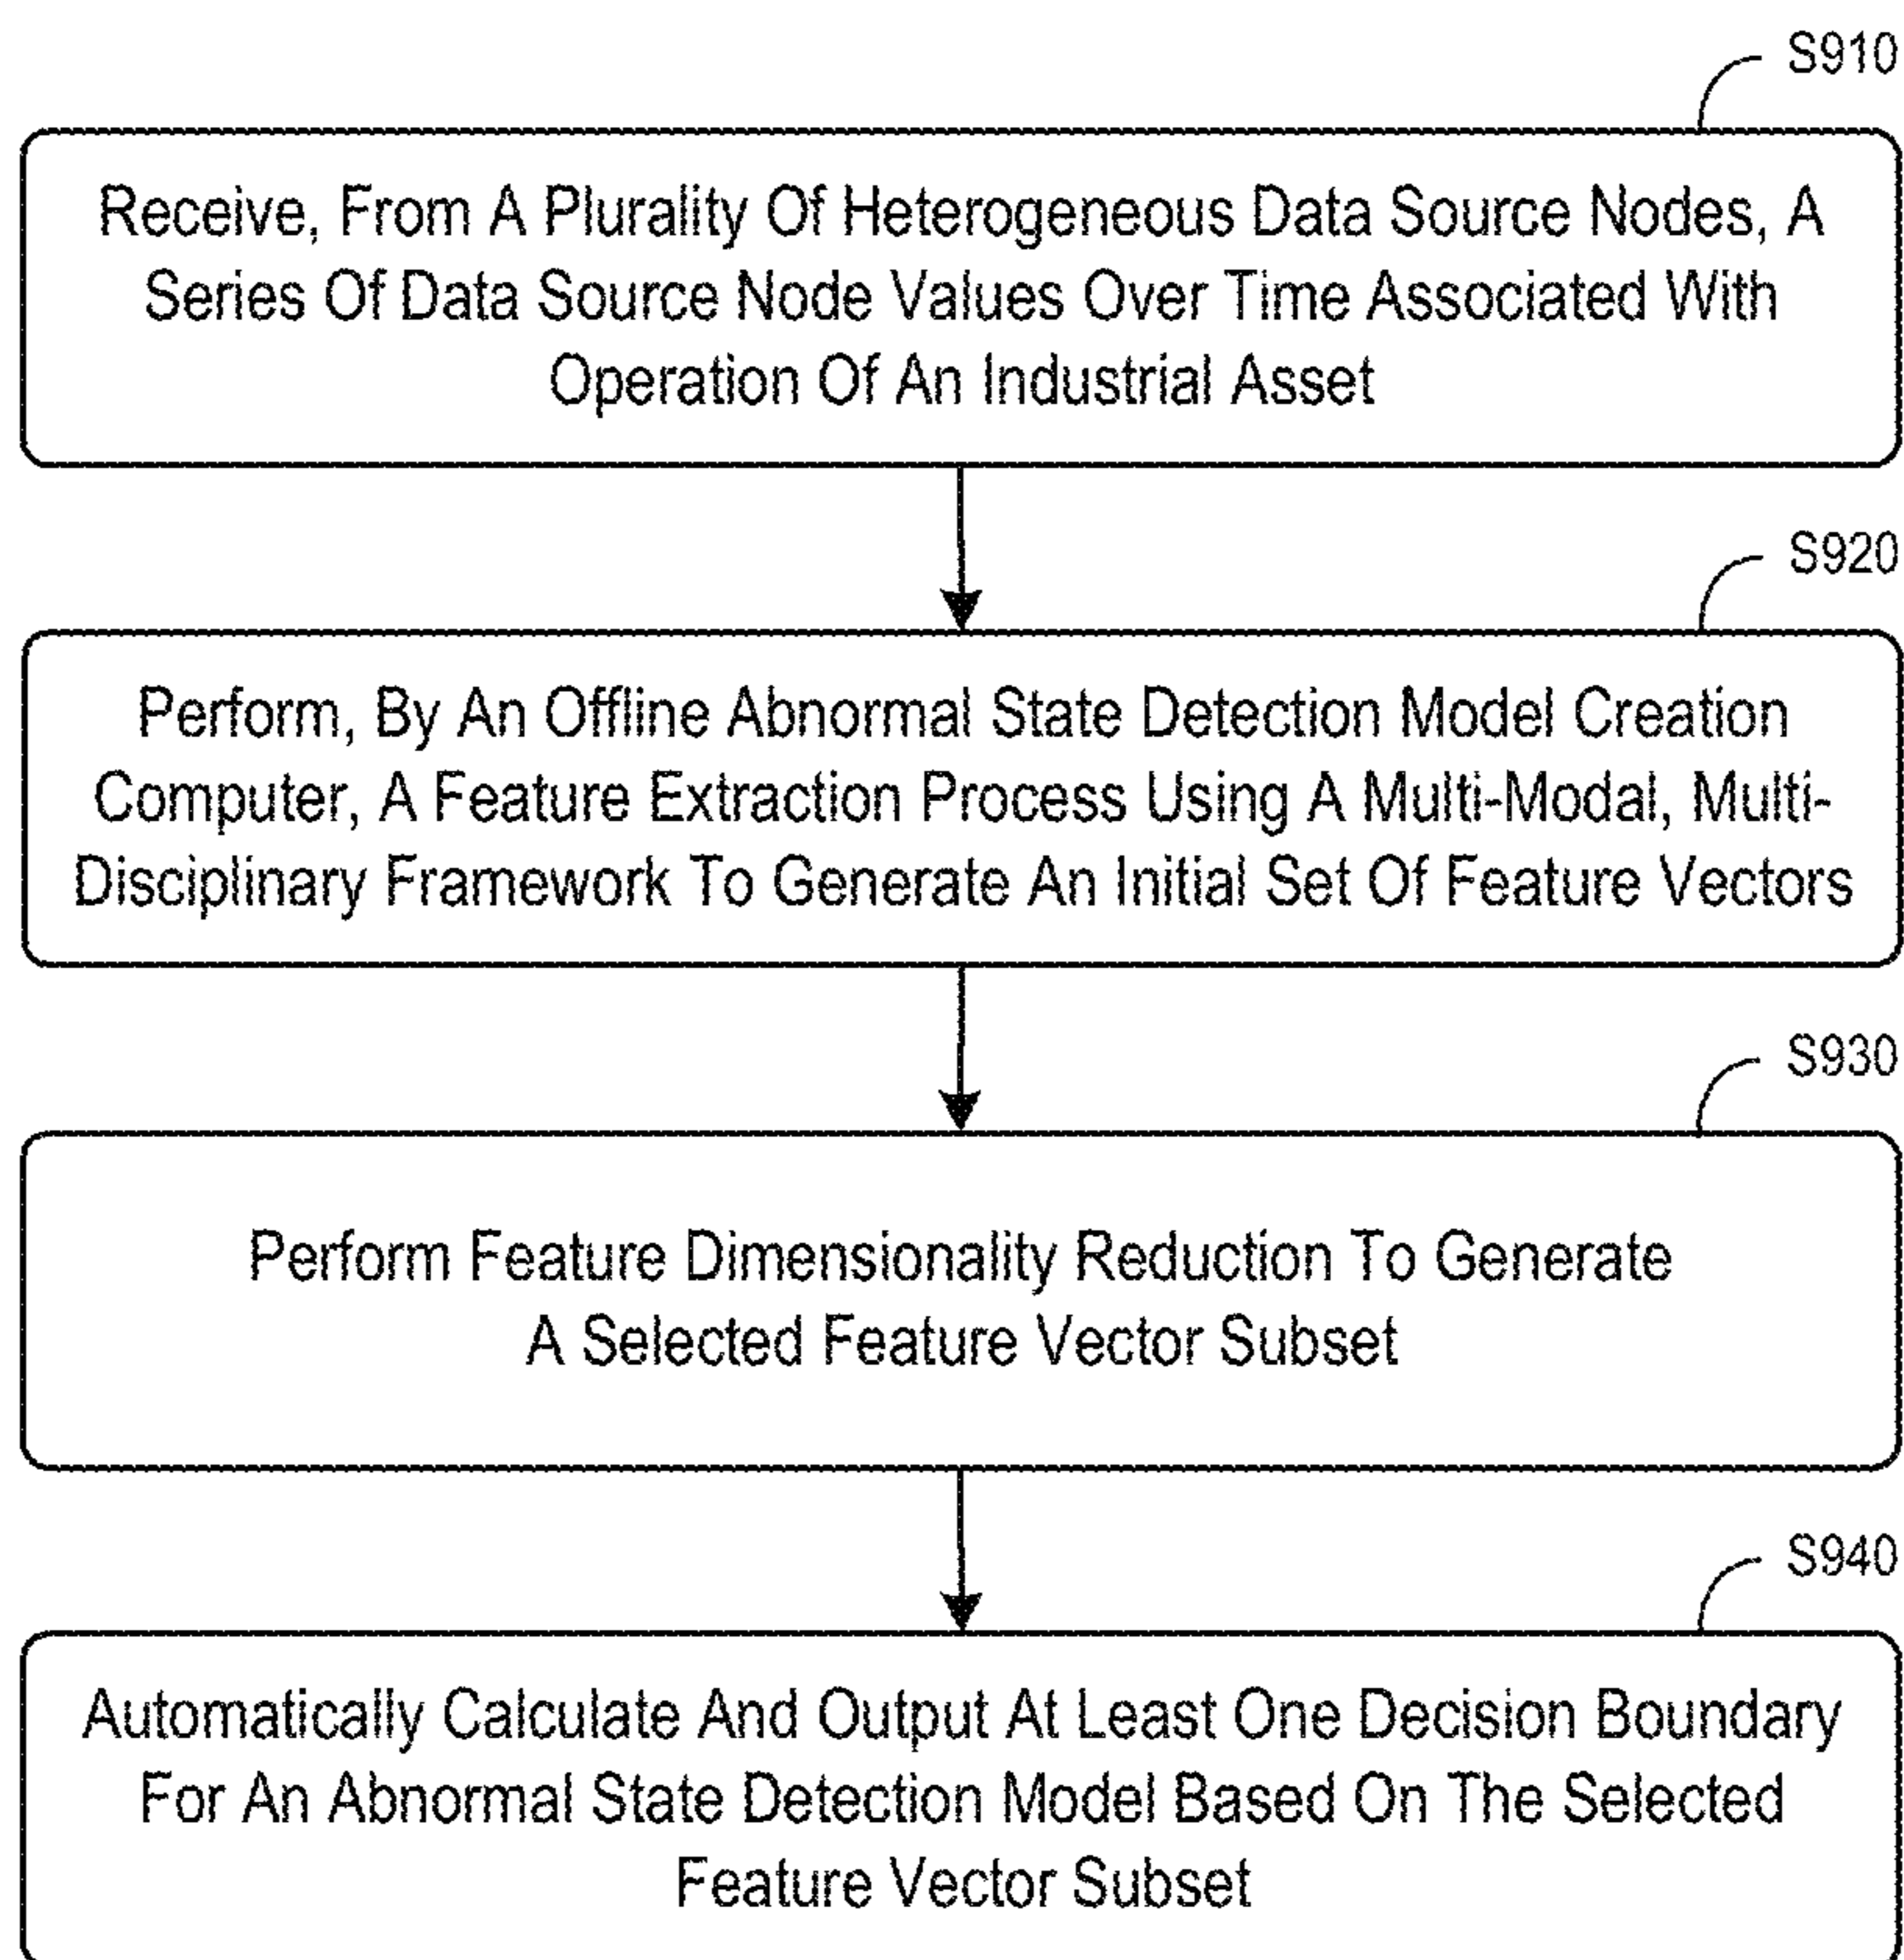 S910
Receive, From A Plurality Of Heterogeneous Data Source Nodes, A
Series Of Data Source Node Values Over Time Associated With
Operation Of An Industrial Asset
S920
Perform, By An Offline Abnormal State Detection Model Creation
Computer, A Feature Extraction Process Using A Multi-Modal, Multi-
Disciplinary Framework To Generate An Initial Set Of Feature Vectors
S930
Perform Feature Dimensionality Reduction To Generate
A Selected Feature Vector Subset
S940
Automatically Calculate And Output At Least One Decision Boundary
For An Abnormal State Detection Model Based On The Selected
Feature Vector Subset